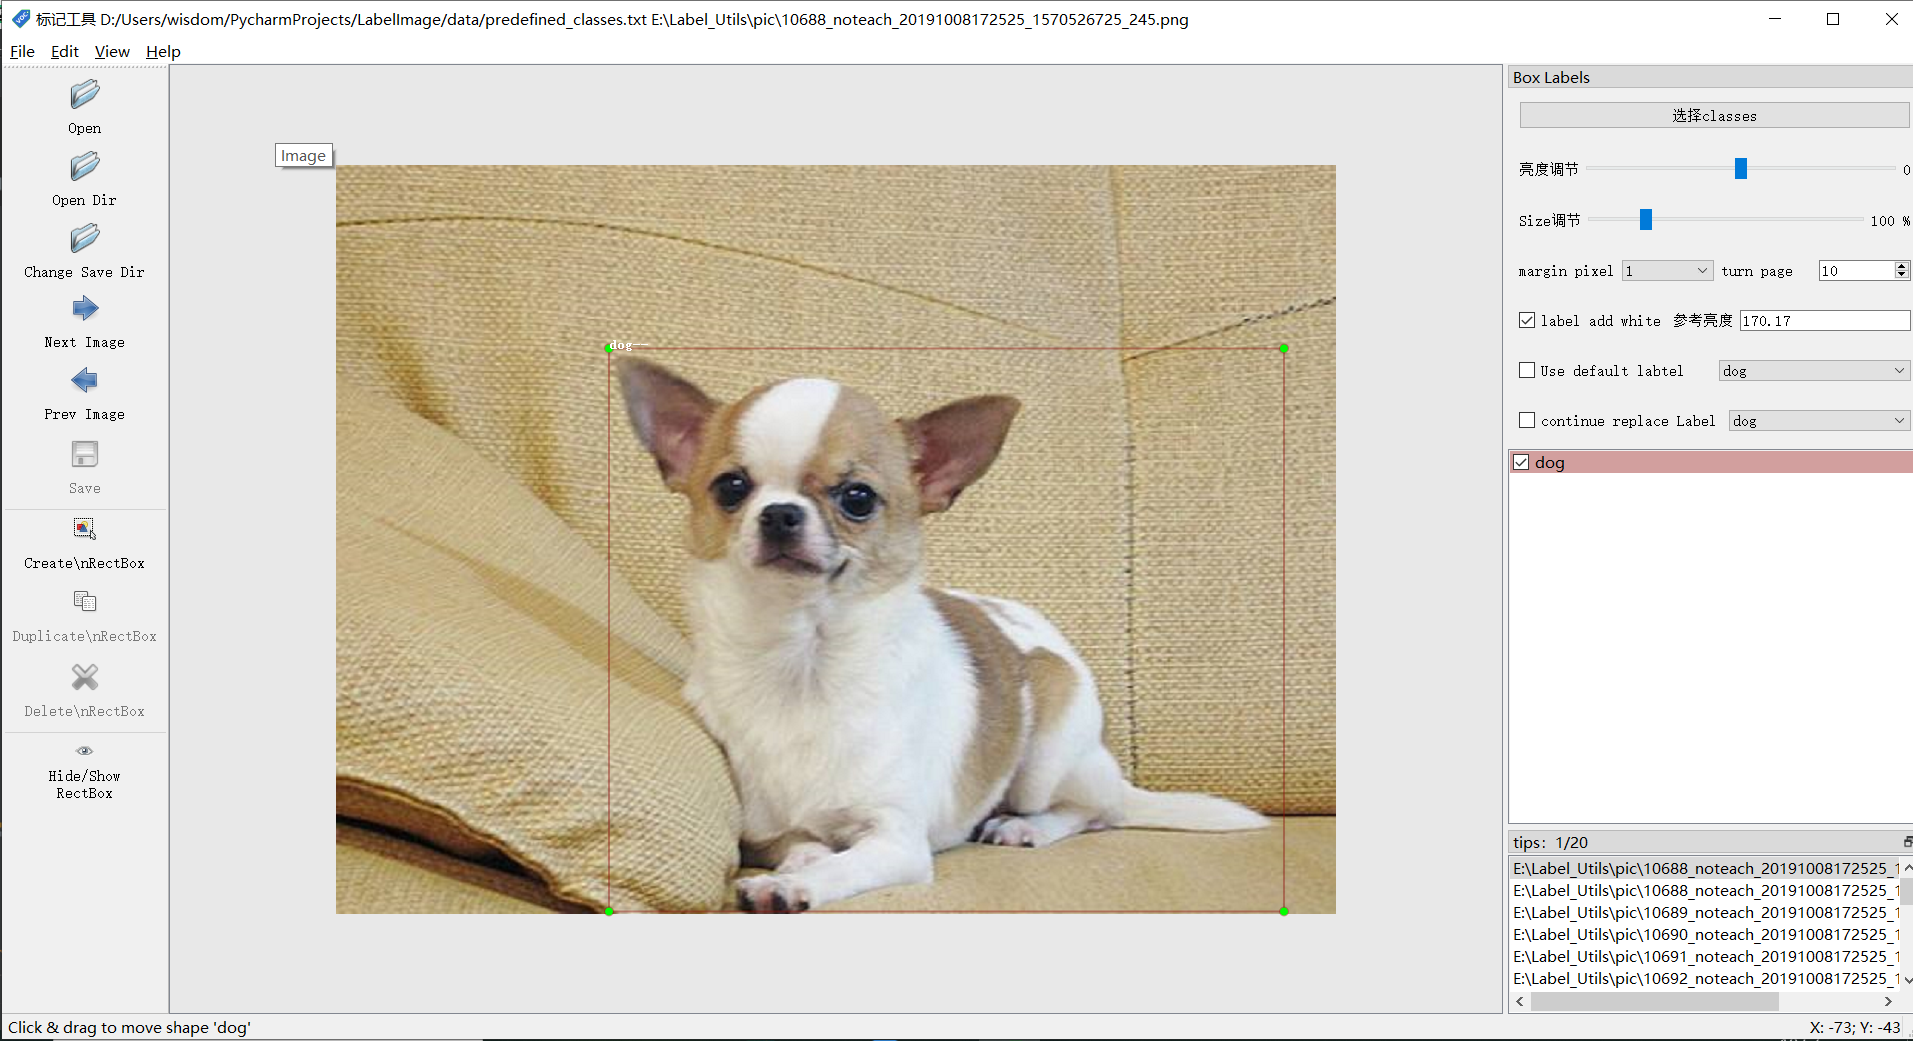 标记工具 D:/Users/wisdom/PycharmProjects/LabelImage/data/predefined_classes.txt E:\Label_Utils\pic\10688_noteach_20191008172525_1570526725_245.png
File Edit View Help
Open
Open Dir
Change Save Dir
Next Image
Prev Image
Save
Create\nRectBox
Duplicate\nRectBox
Delete\nRectBox
Hide/Show
RectBox
Image
dog——
Box Labels
选择classes
亮度调节 0
Size调节 100 %
margin pixel 1 turn page 10
label add white 参考亮度 170.17
Use default labtel dog
continue replace Label dog
dog
tips: 1/20
E:\Label_Utils\pic\10688_noteach_20191008172525_1
E:\Label_Utils\pic\10688_noteach_20191008172525_1
E:\Label_Utils\pic\10689_noteach_20191008172525_1
E:\Label_Utils\pic\10690_noteach_20191008172525_1
E:\Label_Utils\pic\10691_noteach_20191008172525_1
E:\Label_Utils\pic\10692_noteach_20191008172525_1
Click & drag to move shape 'dog' X: -73; Y: -43